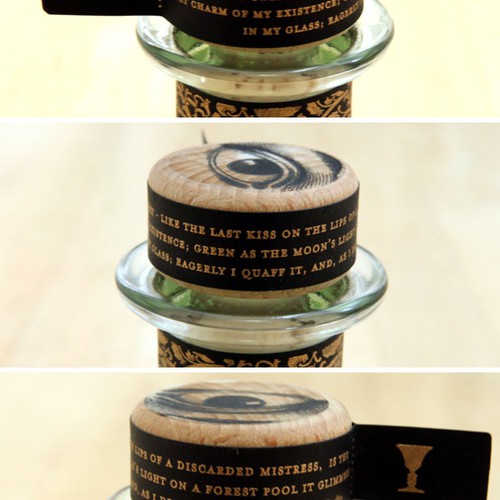 CHARM OF MY EXISTENCE;
IN MY GLASS; EAGERLY I
- LIKE THE LAST KISS ON THE LIPS O
XISTENCE; GREEN AS THE MOON'S LIGHT
GLASS; EAGERLY I QUAFF IT, AND, AS I
LIPS OF A DISCARDED MISTRESS, IS THE
'S LIGHT ON A FOREST POOL IT GLIMM
, AS I